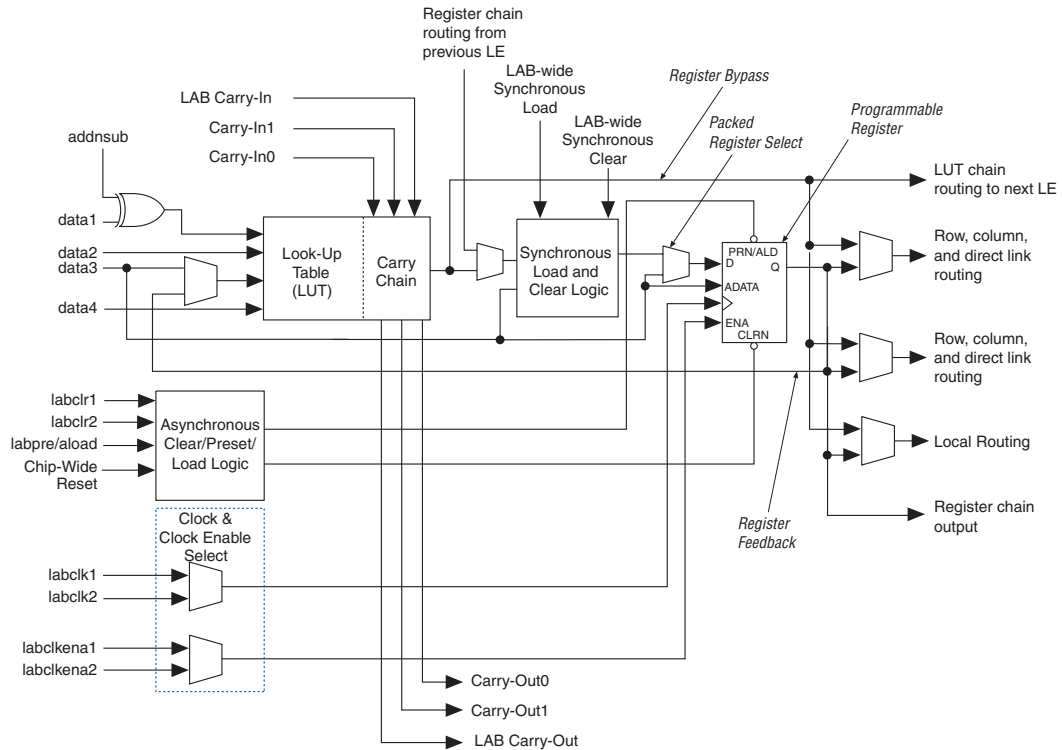 Register chain
routing from
previous LE
LAB-wide
Synchronous
Load
LAB-wide
Synchronous
Clear
Register Bypass
Packed
Register Select
Programmable
Register
LAB Carry-In
Carry-In1
Carry-In0
addnsub
data1
data2
data3
data4
Look-Up
Table
(LUT)
Carry
Chain
Synchronous
Load and
Clear Logic
PRN/ALD
D
Q
ADATA
ENA
CLRN
LUT chain
routing to next LE
Row, column,
and direct link
routing
Row, column,
and direct link
routing
Local Routing
Register chain
output
Register
Feedback
labclr1
labclr2
labpre/aload
Chip-Wide
Reset
Asynchronous
Clear/Preset/
Load Logic
Clock &
Clock Enable
Select
labclk1
labclk2
labclkena1
labclkena2
Carry-Out0
Carry-Out1
LAB Carry-Out